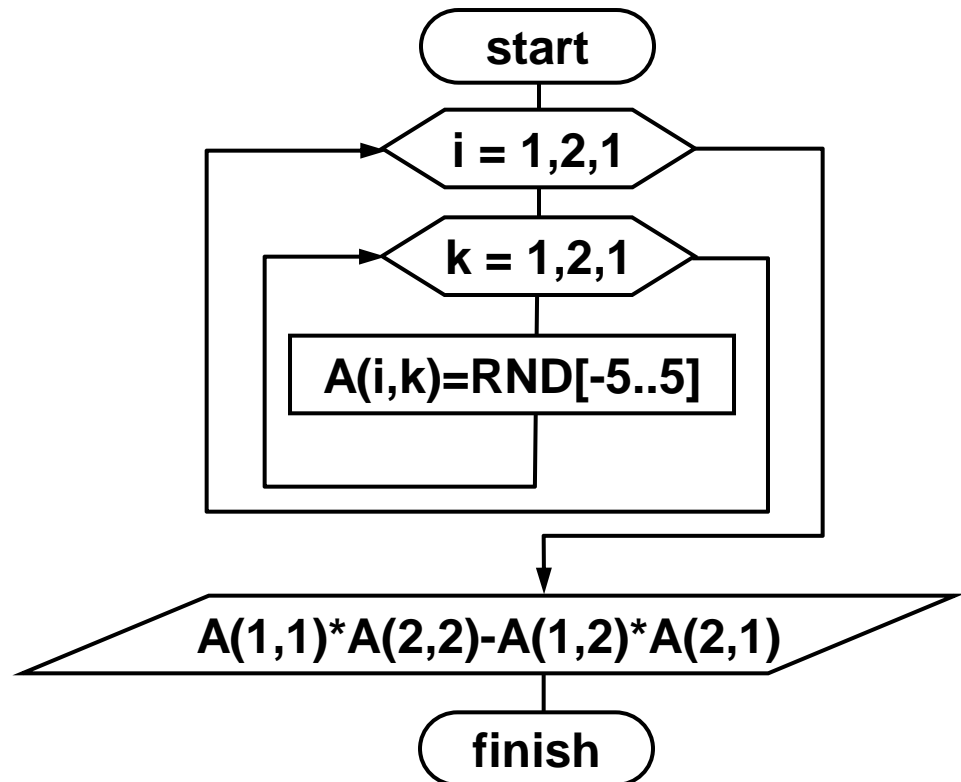 start
i = 1,2,1
k = 1,2,1
A(i,k)=RND[-5..5]
A(1,1)*A(2,2)-A(1,2)*A(2,1)
finish